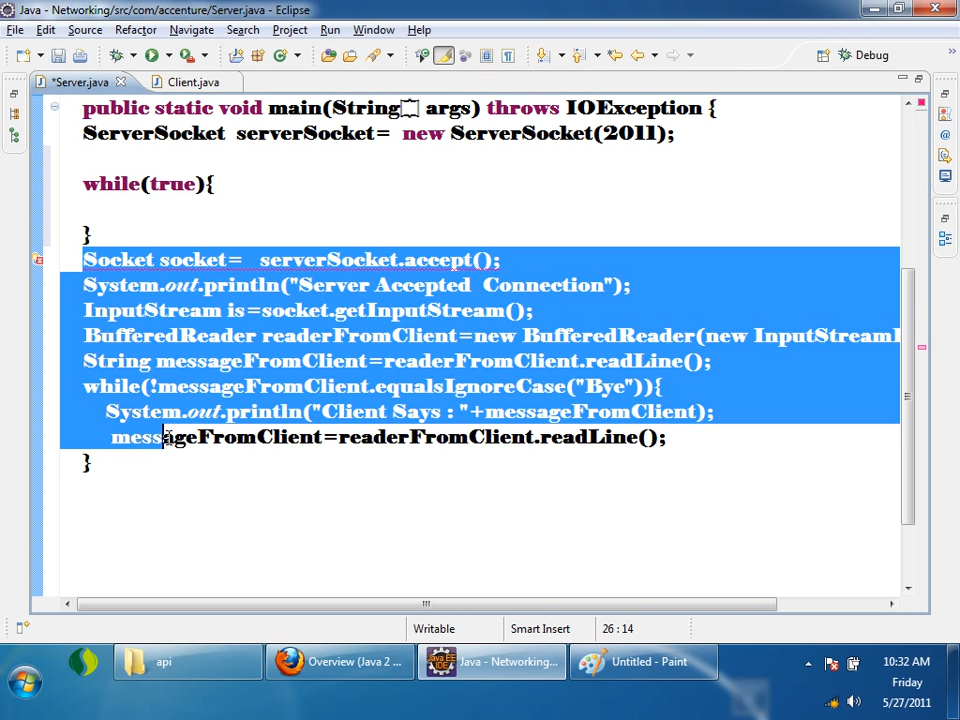 Java - Networking/src/com/accenture/Server.java - Eclipse
File Edit Source Refactor Navigate Search Project Run Window Help
Debug
*Server.java Client.java
public static void main(String[] args) throws IOException {
ServerSocket serverSocket= new ServerSocket(2011);
while(true){
}
Socket socket= serverSocket.accept();
System.out.println("Server Accepted Connection");
InputStream is=socket.getInputStream();
BufferedReader readerFromClient=new BufferedReader(new InputStreamR
String messageFromClient=readerFromClient.readLine();
while(!messageFromClient.equalsIgnoreCase("Bye")){
System.out.println("Client Says : "+messageFromClient);
messageFromClient=readerFromClient.readLine();
}
Writable Smart Insert 26 : 14
api Overview (Java 2 ... Java - Networking... Untitled - Paint 10:32 AM
Friday
5/27/2011